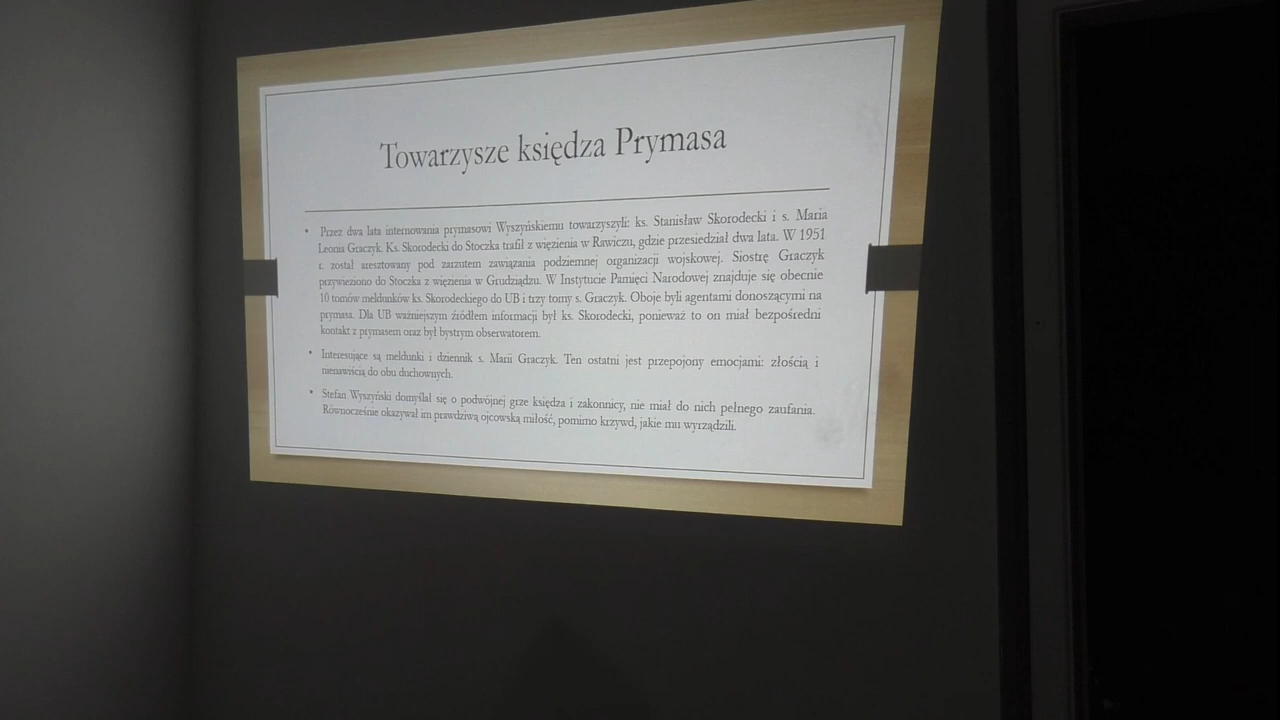 Towarzysze księdza Prymasa
• Przez dwa lata internowania prymasowi Wyszyńskiemu towarzyszyli: ks. Stanisław Skorodecki i s. Maria
Leonia Graczyk. Ks. Skorodecki do Stoczka trafił z więzienia w Rawiczu, gdzie przesiedział dwa lata. W 1951
r. został aresztowany pod zarzutem zawiązania podziemnej organizacji wojskowej. Siostrę Graczyk
przywieziono do Stoczka z więzienia w Grudziądzu. W Instytucie Pamięci Narodowej znajduje się obecnie
10 tomów meldunków ks. Skorodeckiego do UB i trzy tomy s. Graczyk. Oboje byli agentami donoszącymi na
prymasa. Dla UB ważniejszym źródłem informacji był ks. Skorodecki, ponieważ to on miał bezpośredni
kontakt z prymasem oraz był bystrym obserwatorem.
• Interesujące są meldunki i dziennik s. Marii Graczyk. Ten ostatni jest przepojony emocjami: złością i
nienawiścią do obu duchownych.
• Stefan Wyszyński domyślał się o podwójnej grze księdza i zakonnicy, nie miał do nich pełnego zaufania.
Równocześnie okazywał im prawdziwą ojcowską miłość, pomimo krzywd, jakie mu wyrządzili.